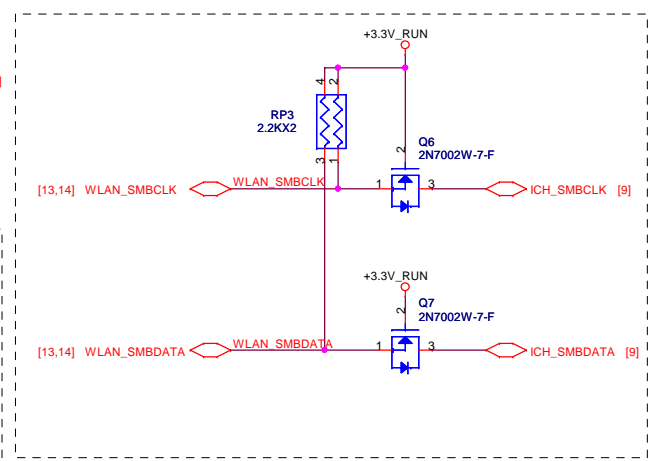 +3.3V_RUN
4 2
RP3
2.2KX2
3 1
2
Q6
2N7002W-7-F
[13,14] WLAN_SMBCLK
WLAN_SMBCLK
1
3
ICH_SMBCLK [9]
+3.3V_RUN
2
Q7
2N7002W-7-F
[13,14] WLAN_SMBDATA
WLAN_SMBDATA
1
3
ICH_SMBDATA [9]